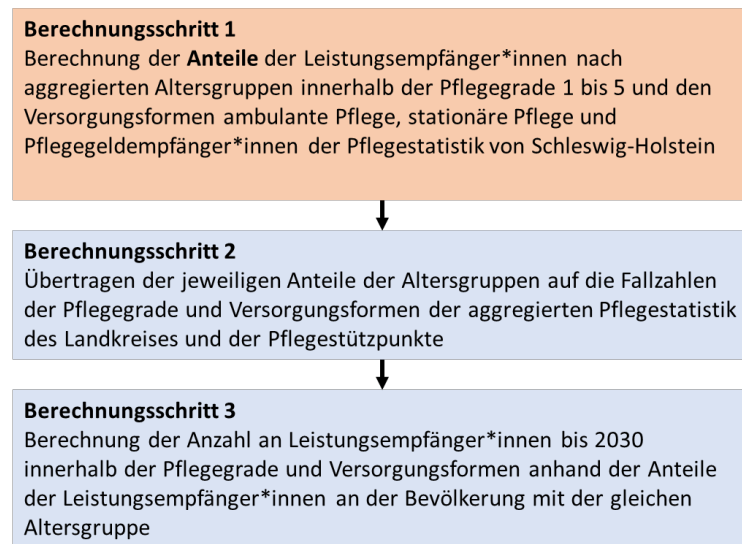 Berechnungsschritt 1
Berechnung der Anteile der Leistungsempfänger*innen nach
aggregierten Altersgruppen innerhalb der Pflegegrade 1 bis 5 und den
Versorgungsformen ambulante Pflege, stationäre Pflege und
Pflegegeldempfänger*innen der Pflegestatistik von Schleswig-Holstein
Berechnungsschritt 2
Übertragen der jeweiligen Anteile der Altersgruppen auf die Fallzahlen
der Pflegegrade und Versorgungsformen der aggregierten Pflegestatistik
des Landkreises und der Pflegestützpunkte
Berechnungsschritt 3
Berechnung der Anzahl an Leistungsempfänger*innen bis 2030
innerhalb der Pflegegrade und Versorgungsformen anhand der Anteile
der Leistungsempfänger*innen an der Bevölkerung mit der gleichen
Altersgruppe